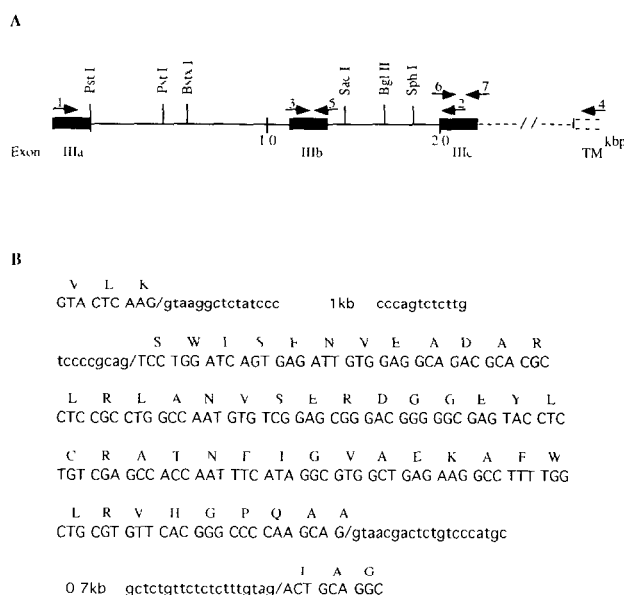 A
Pst I Pst I Bstx I Sac I Bgl II Sph I
1 3 5 6 7 2 4
1 0 2 0 kbp
Exon IIIa IIIb IIIc TM
B
V L K
GTA CTC AAG/gtaaggctctatccc 1kb cccagtctcttg
S W I S E N V E A D A R
tccccgcag/TCC TGG ATC AGT GAG ATT GTG GAG GCA GAC GCA CGC
L R L A N V S E R D G G E Y L
CTC CGC CTG GCC AAT GTG TCG GAG CGG GAC GGG GGC GAG TAC CTC
C R A T N F I G V A E K A F W
TGT CGA GCC ACC AAT TTC ATA GGC GTG GCT GAG AAG GCC TTT TGG
L R V H G P Q A A
CTG CGT GTT CAC GGG CCC CAA GCA G/gtaacgactctgtcccatgc
I A G
0 7kb gctctgttctctctttgtag/ACT GCA GGC